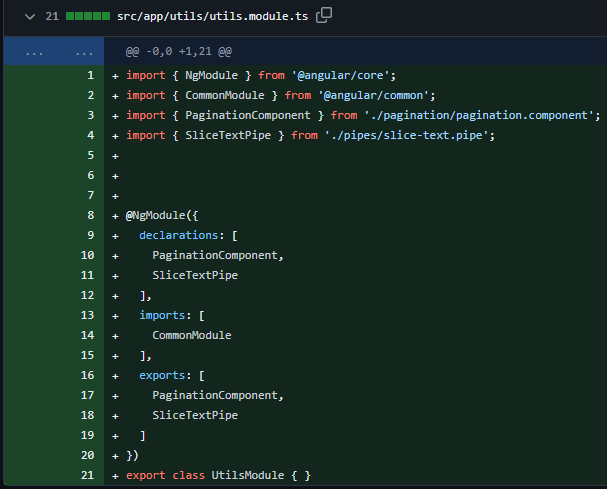 21 src/app/utils/utils.module.ts
... ... @@ -0,0 +1,21 @@
1 + import { NgModule } from '@angular/core';
2 + import { CommonModule } from '@angular/common';
3 + import { PaginationComponent } from './pagination/pagination.component';
4 + import { SliceTextPipe } from './pipes/slice-text.pipe';
5 +
6 +
7 +
8 + @NgModule({
9 +   declarations: [
10 +     PaginationComponent,
11 +     SliceTextPipe
12 +   ],
13 +   imports: [
14 +     CommonModule
15 +   ],
16 +   exports: [
17 +     PaginationComponent,
18 +     SliceTextPipe
19 +   ]
20 + })
21 + export class UtilsModule { }